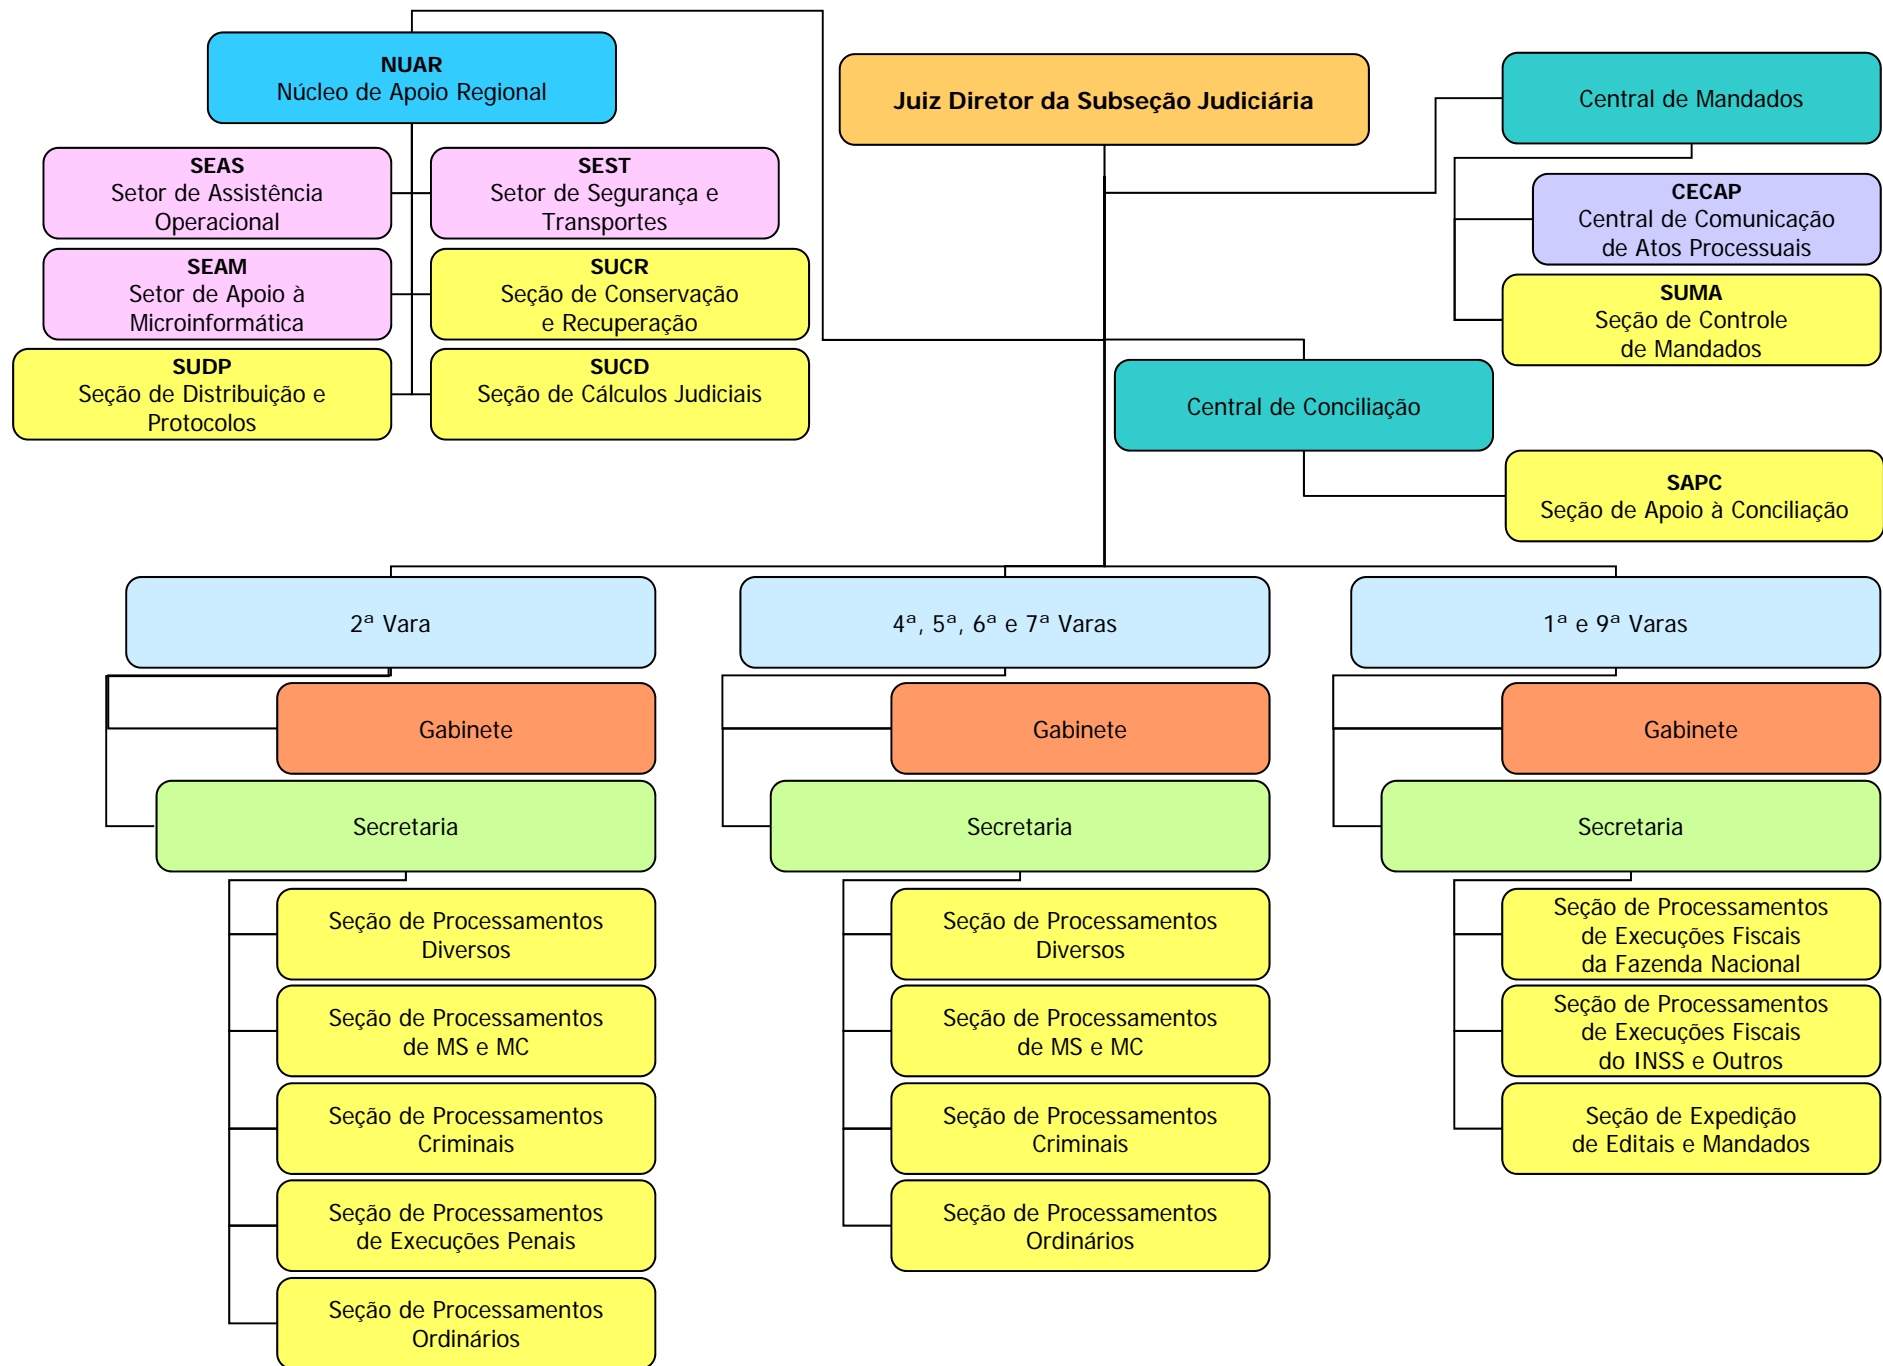 NUAR
Núcleo de Apoio Regional
Juiz Diretor da Subseção Judiciária
Central de Mandados
SEAS
Setor de Assistência
Operacional
SEST
Setor de Segurança e
Transportes
CECAP
Central de Comunicação
de Atos Processuais
SEAM
Setor de Apoio à
Microinformática
SUCR
Seção de Conservação
e Recuperação
SUMA
Seção de Controle
de Mandados
SUDP
Seção de Distribuição e
Protocolos
SUCD
Seção de Cálculos Judiciais
Central de Conciliação
SAPC
Seção de Apoio à Conciliação
2ª Vara
4ª, 5ª, 6ª e 7ª Varas
1ª e 9ª Varas
Gabinete
Gabinete
Gabinete
Secretaria
Secretaria
Secretaria
Seção de Processamentos
Diversos
Seção de Processamentos
Diversos
Seção de Processamentos
de Execuções Fiscais
da Fazenda Nacional
Seção de Processamentos
de MS e MC
Seção de Processamentos
de MS e MC
Seção de Processamentos
de Execuções Fiscais
do INSS e Outros
Seção de Processamentos
Criminais
Seção de Processamentos
Criminais
Seção de Expedição
de Editais e Mandados
Seção de Processamentos
de Execuções Penais
Seção de Processamentos
Ordinários
Seção de Processamentos
Ordinários